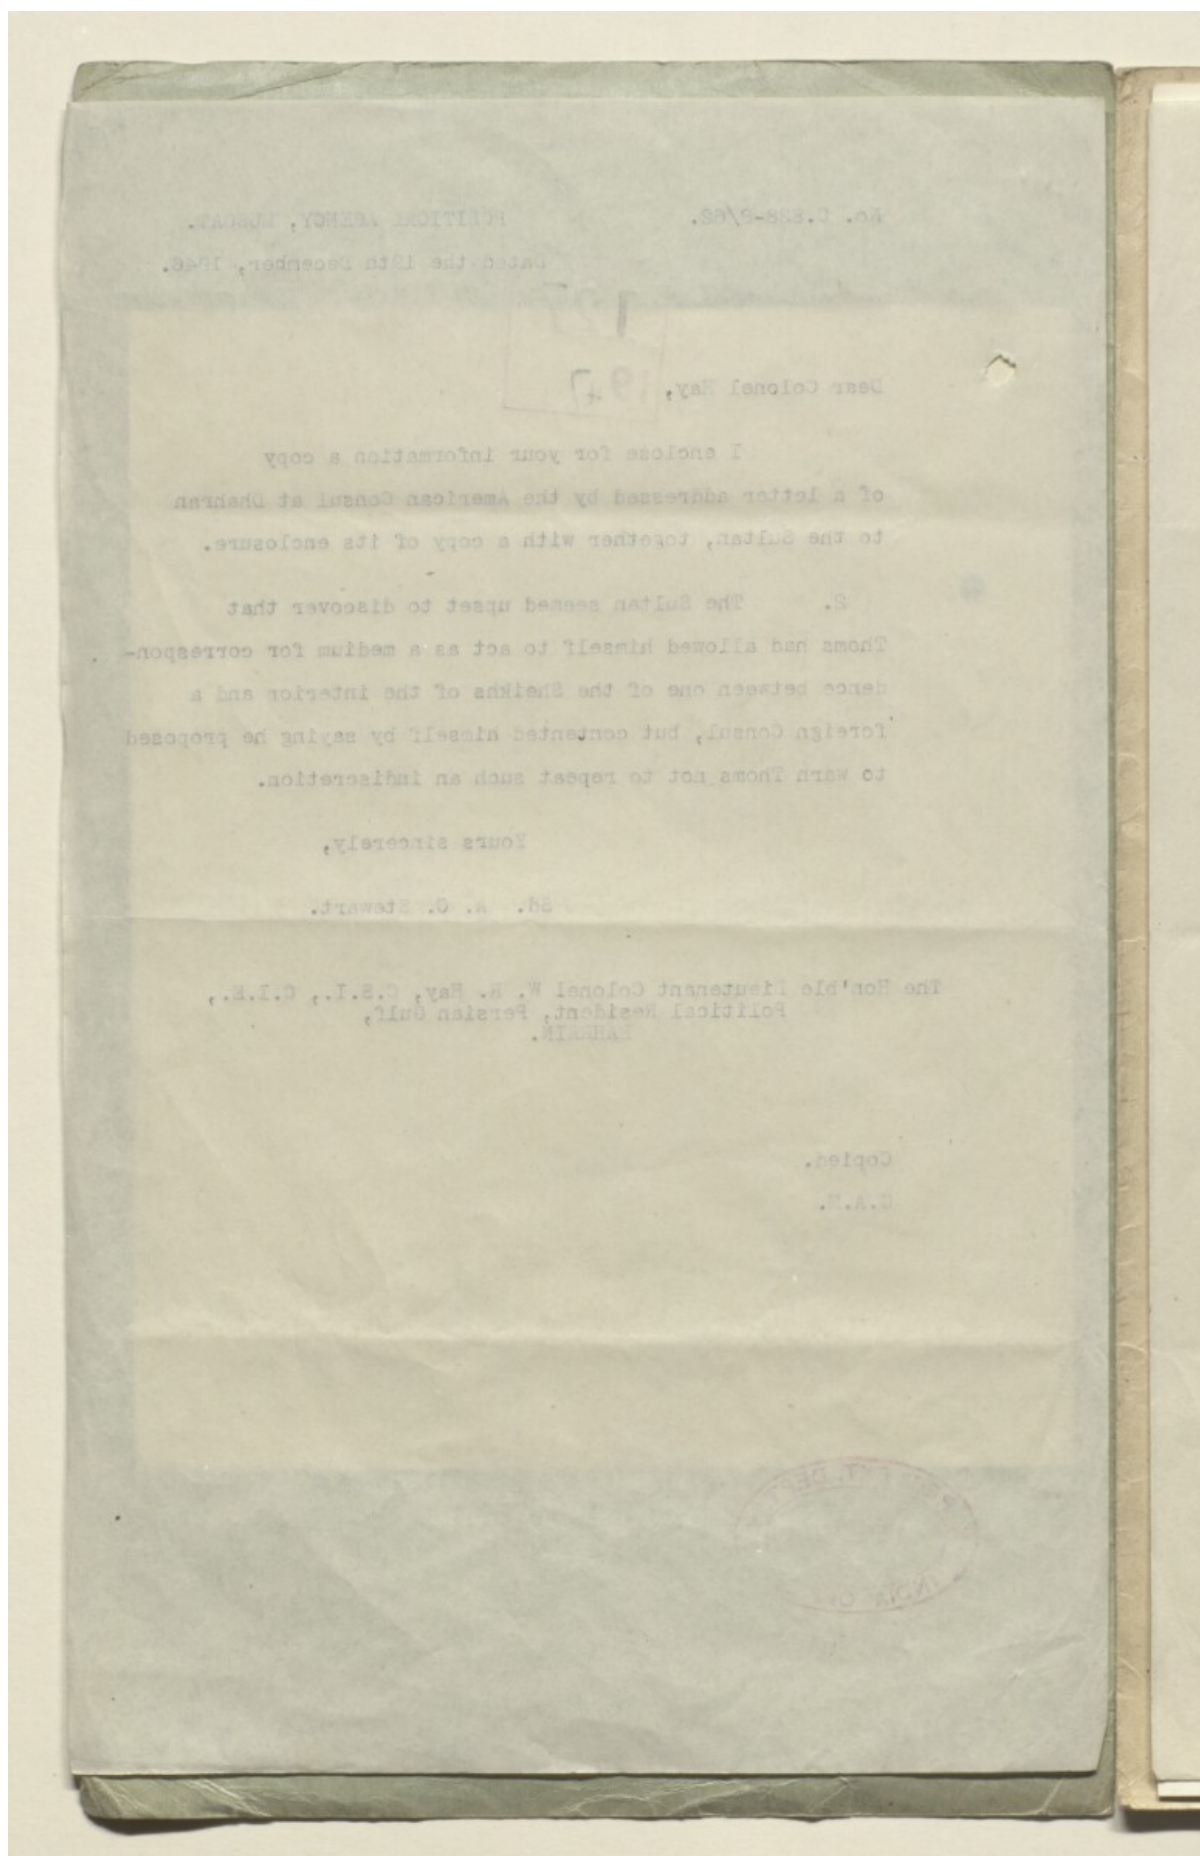 No. C.838-2/62. POLITICAL AGENCY, MUSCAT.
Dated the 19th December, 1946.
1947
Dear Colonel Hay,
I enclose for your information a copy
of a letter addressed by the American Consul at Dhahran
to the Sultan, together with a copy of its enclosure.
2. The Sultan seemed upset to discover that
Thoms had allowed himself to act as a medium for correspon-
dence between one of the Sheikhs of the interior and a
foreign Consul, but contented himself by saying he proposed
to warn Thoms not to repeat such an indiscretion.
Yours sincerely,
Sd. A. C. Stewart.
The Hon'ble Lieutenant Colonel W. R. Hay, C.S.I., C.I.E.,
Political Resident, Persian Gulf,
BAHRAIN.
Copied.
INDIA